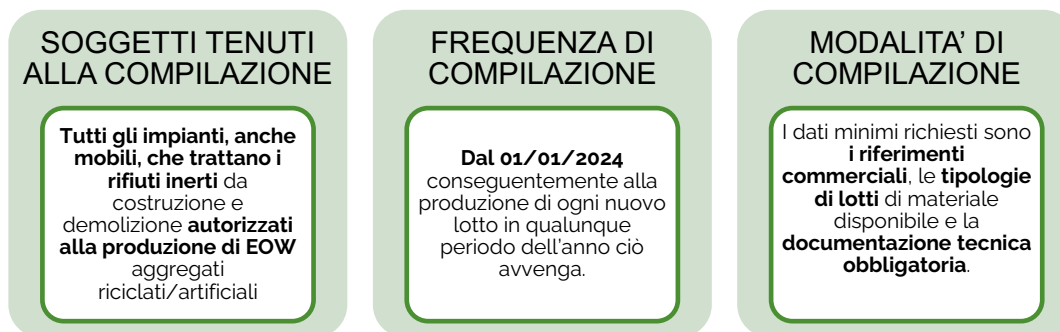 SOGGETTI TENUTI
ALLA COMPILAZIONE
Tutti gli impianti, anche
mobili, che trattano i
rifiuti inerti da
costruzione e
demolizione autorizzati
alla produzione di EOW
aggregati
riciclati/artificiali
FREQUENZA DI
COMPILAZIONE
Dal 01/01/2024
conseguentemente alla
produzione di ogni nuovo
lotto in qualunque
periodo dell'anno ciò
avvenga.
MODALITA' DI
COMPILAZIONE
I dati minimi richiesti sono
i riferimenti
commerciali, le tipologie
di lotti di materiale
disponibile e la
documentazione tecnica
obbligatoria.